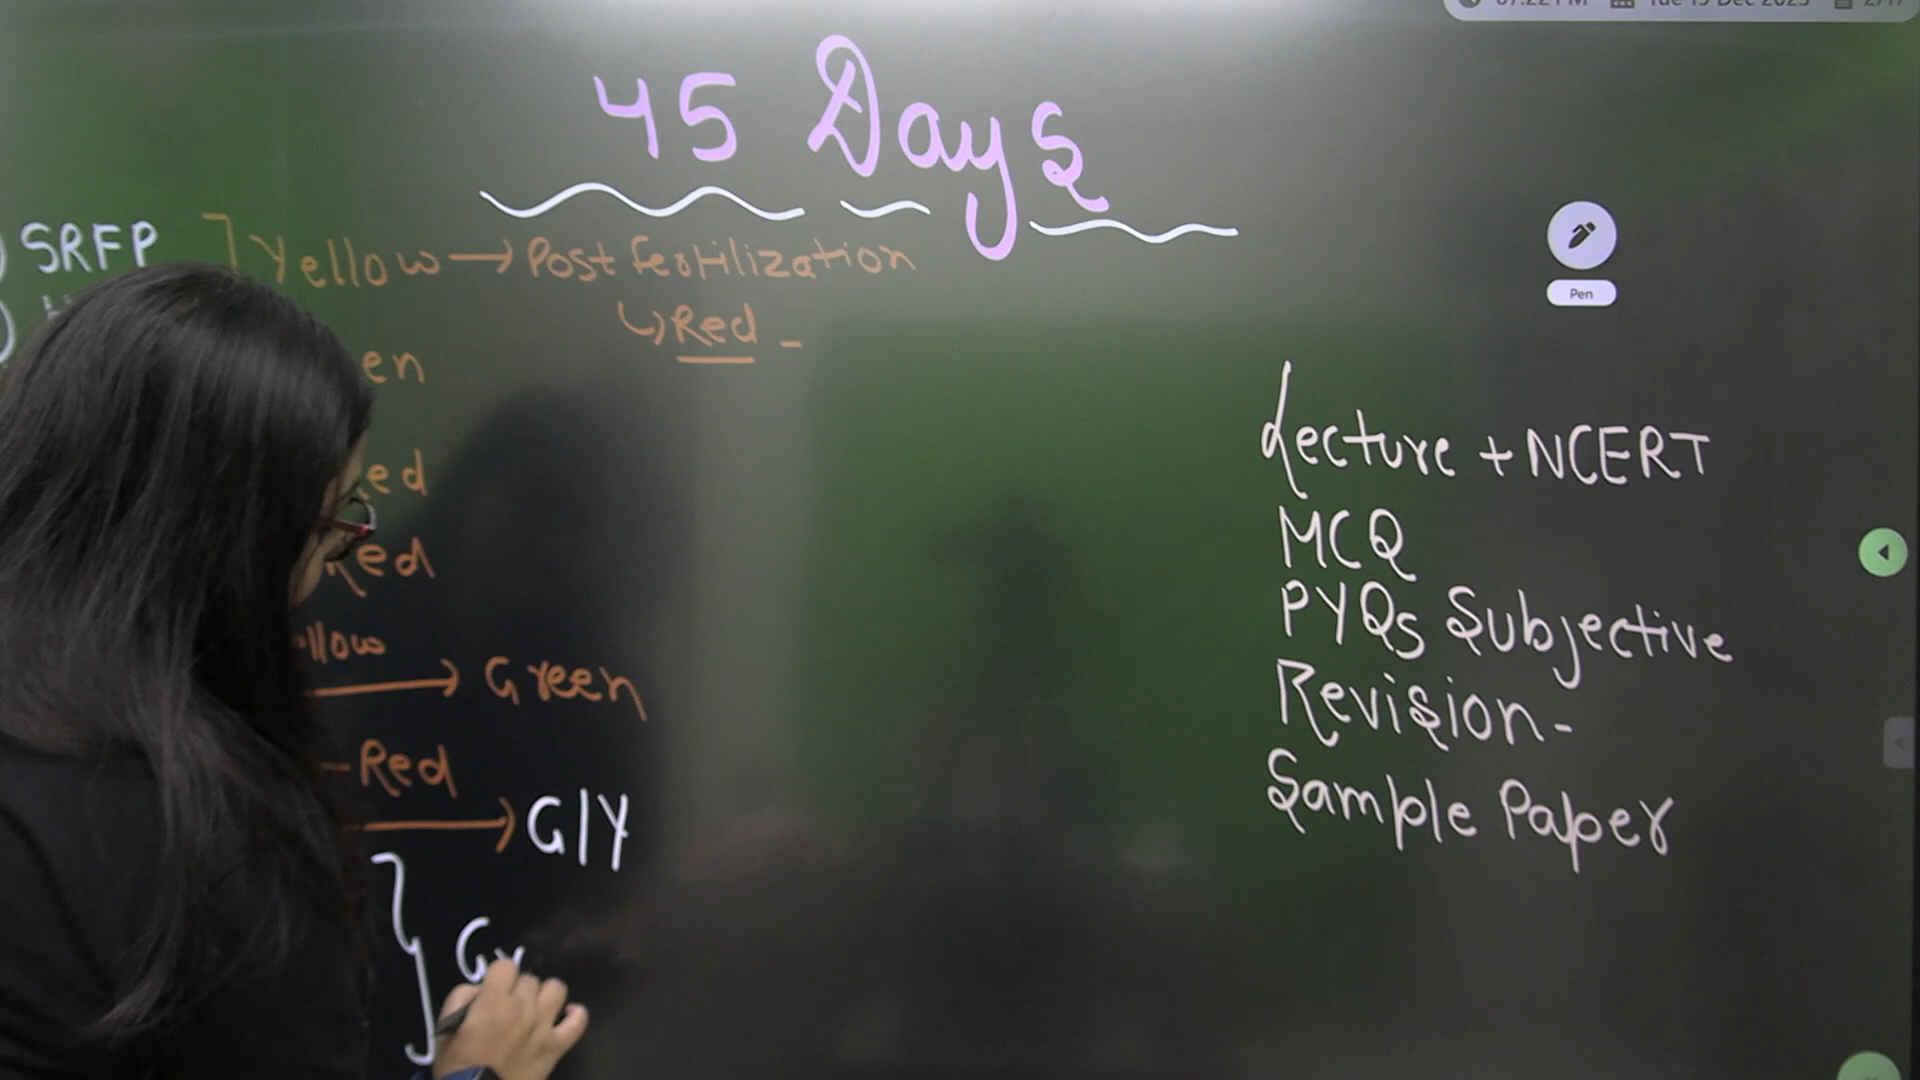 45 Days
SRFP
Yellow → Post fertilization
↳ Red -
en
ed
Red
llow
→ Green
- Red
→ G/Y
Gr
Pen
Lecture + NCERT
MCQ
PYQs Subjective
Revision-
Sample Paper